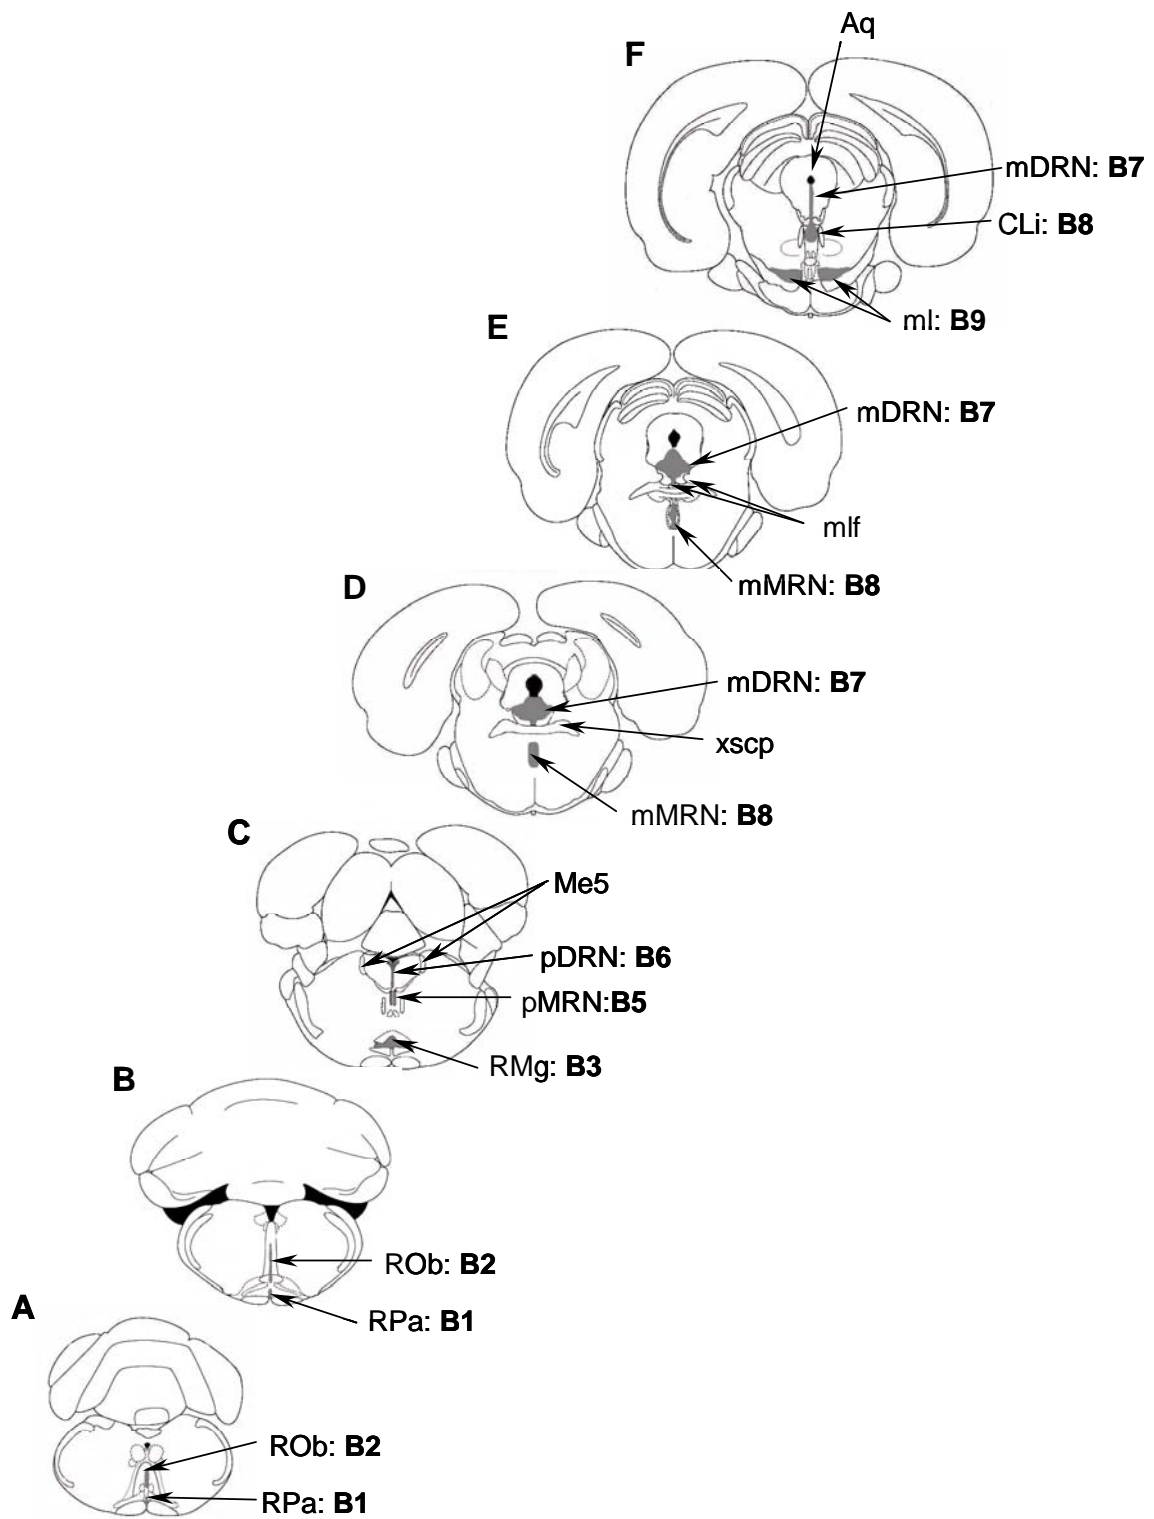 Aq
F
mDRN: B7
CLi: B8
ml: B9
E
mDRN: B7
mlf
mMRN: B8
D
mDRN: B7
xscp
mMRN: B8
C
Me5
pDRN: B6
pMRN:B5
RMg: B3
B
ROb: B2
RPa: B1
A
ROb: B2
RPa: B1